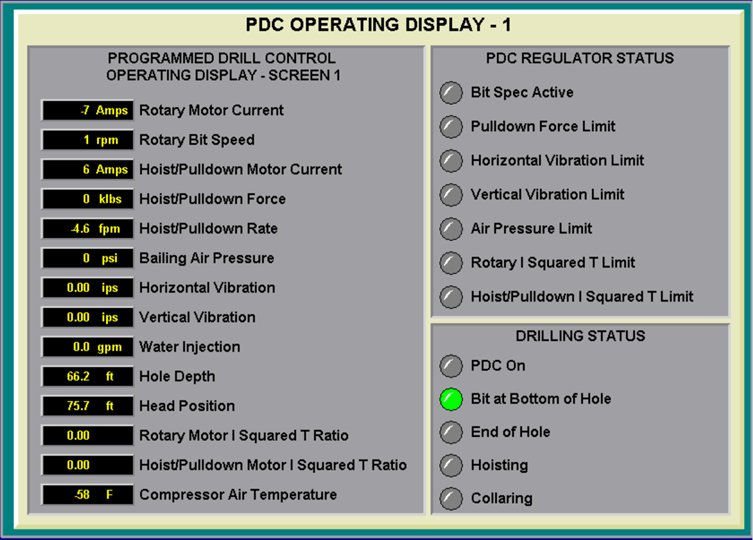 PDC OPERATING DISPLAY - 1
PROGRAMMED DRILL CONTROL
OPERATING DISPLAY - SCREEN 1
-7 Amps Rotary Motor Current
1 rpm Rotary Bit Speed
6 Amps Hoist/Pulldown Motor Current
0 klbs Hoist/Pulldown Force
-4.6 fpm Hoist/Pulldown Rate
0 psi Bailing Air Pressure
0.00 ips Horizontal Vibration
0.00 ips Vertical Vibration
0.0 gpm Water Injection
66.2 ft Hole Depth
75.7 ft Head Position
0.00 Rotary Motor I Squared T Ratio
0.00 Hoist/Pulldown Motor I Squared T Ratio
-58 F Compressor Air Temperature
PDC REGULATOR STATUS
Bit Spec Active
Pulldown Force Limit
Horizontal Vibration Limit
Vertical Vibration Limit
Air Pressure Limit
Rotary I Squared T Limit
Hoist/Pulldown I Squared T Limit
DRILLING STATUS
PDC On
Bit at Bottom of Hole
End of Hole
Hoisting
Collaring